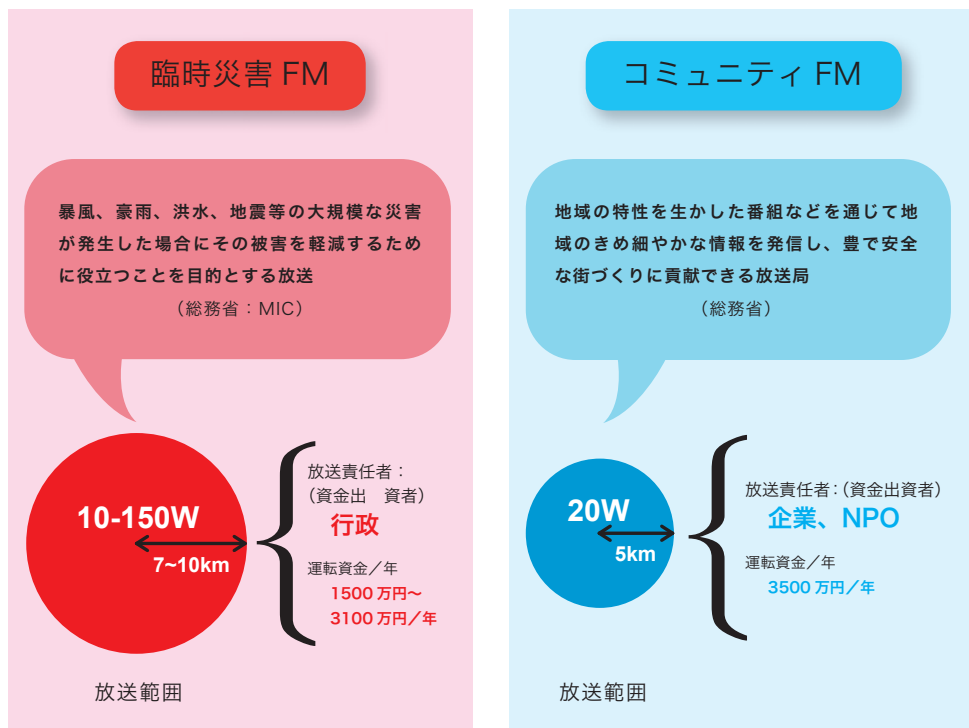 臨時災害 FM
暴風、豪雨、洪水、地震等の大規模な災害
が発生した場合にその被害を軽減するため
に役立つことを目的とする放送
（総務省：MIC）
10-150W
7~10km
放送責任者：
（資金出　資者）
行政
運転資金／年
1500 万円〜
3100 万円／年
放送範囲
コミュニティ FM
地域の特性を生かした番組などを通じて地
域のきめ細やかな情報を発信し、豊で安全
な街づくりに貢献できる放送局
（総務省）
20W
5km
放送責任者：（資金出資者）
企業、NPO
運転資金／年
3500 万円／年
放送範囲